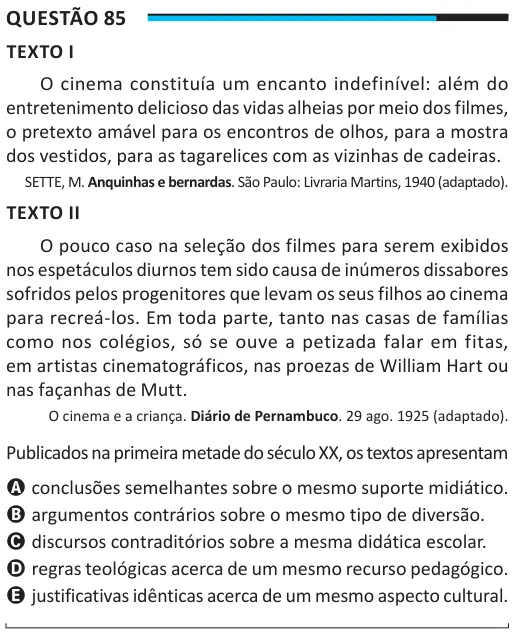 QUESTÃO 85
TEXTO I
O cinema constituía um encanto indefinível: além do
entretenimento delicioso das vidas alheias por meio dos filmes,
o pretexto amável para os encontros de olhos, para a mostra
dos vestidos, para as tagarelices com as vizinhas de cadeiras.
SETTE, M. Anquinhas e bernardas. São Paulo: Livraria Martins, 1940 (adaptado).
TEXTO II
O pouco caso na seleção dos filmes para serem exibidos
nos espetáculos diurnos tem sido causa de inúmeros dissabores
sofridos pelos progenitores que levam os seus filhos ao cinema
para recreá-los. Em toda parte, tanto nas casas de famílias
como nos colégios, só se ouve a petizada falar em fitas,
em artistas cinematográficos, nas proezas de William Hart ou
nas façanhas de Mutt.
O cinema e a criança. Diário de Pernambuco. 29 ago. 1925 (adaptado).
Publicados na primeira metade do século XX, os textos apresentam
A conclusões semelhantes sobre o mesmo suporte midiático.
B argumentos contrários sobre o mesmo tipo de diversão.
C discursos contraditórios sobre a mesma didática escolar.
D regras teológicas acerca de um mesmo recurso pedagógico.
E justificativas idênticas acerca de um mesmo aspecto cultural.